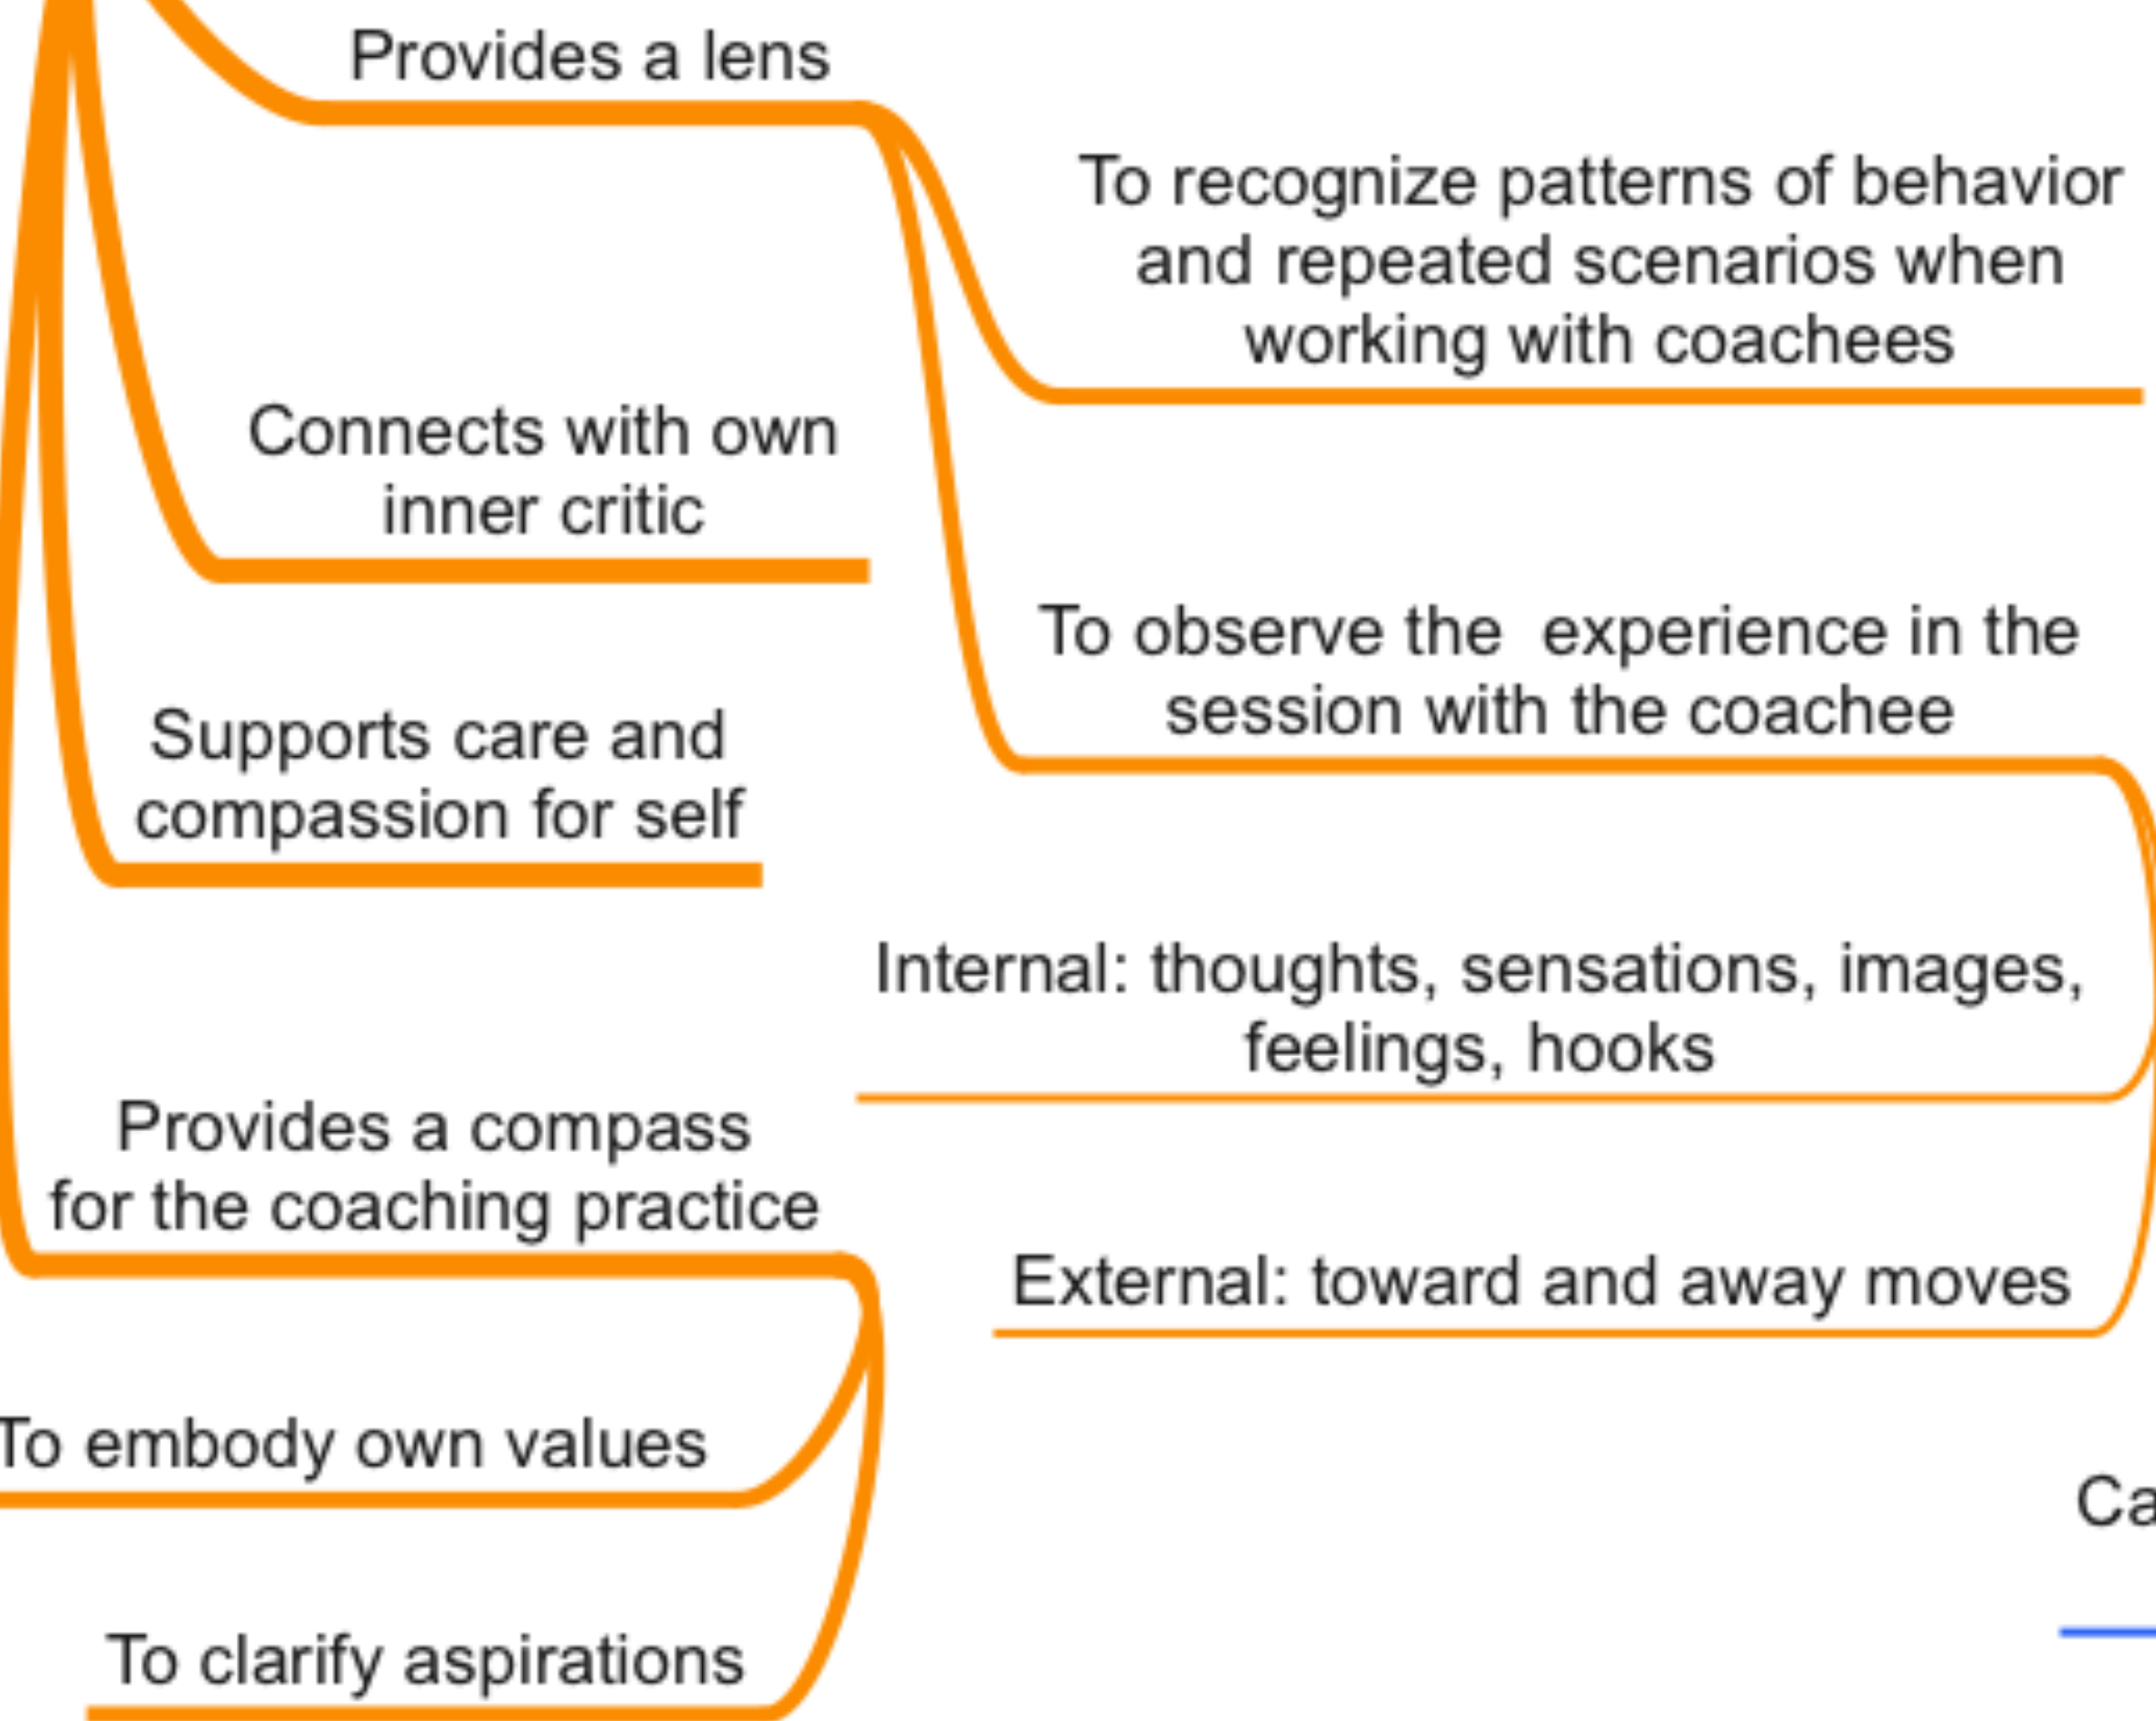 Provides a lens
To recognize patterns of behavior
and repeated scenarios when
working with coachees
Connects with own
inner critic
To observe the  experience in the
session with the coachee
Supports care and
compassion for self
Internal: thoughts, sensations, images,
feelings, hooks
Provides a compass
for the coaching practice
External: toward and away moves
To embody own values
To clarify aspirations